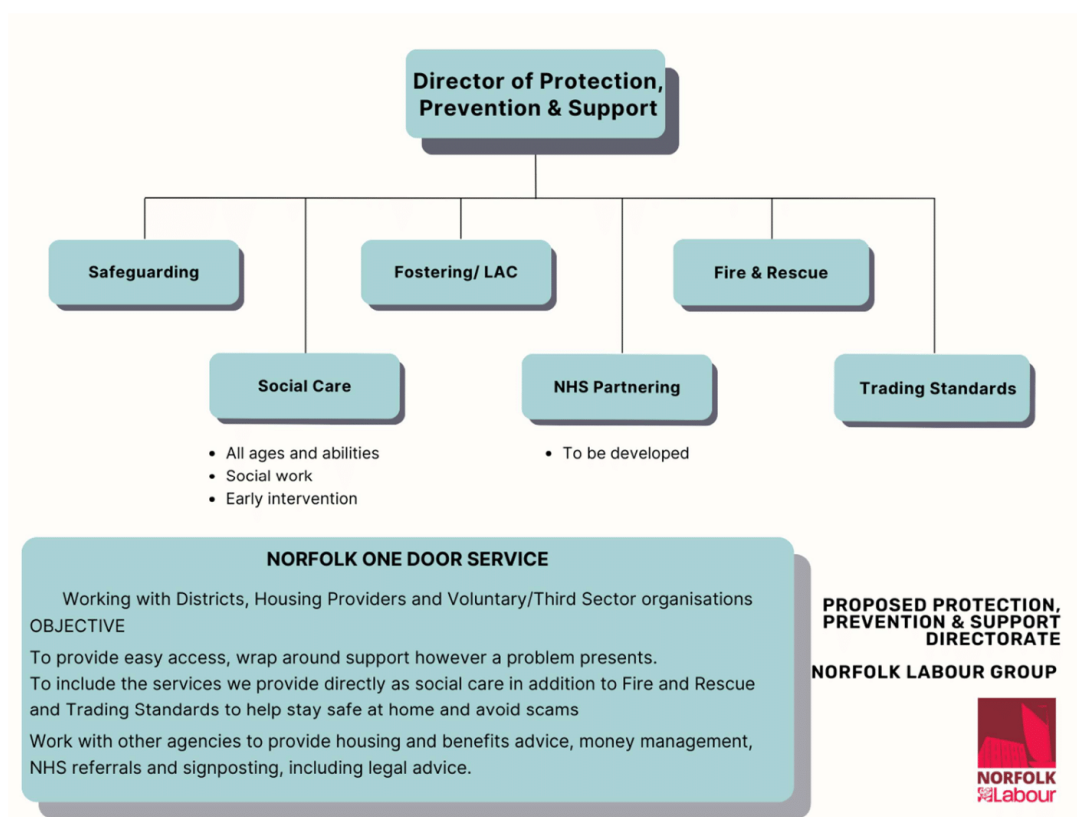 Director of Protection,
Prevention & Support
Safeguarding
Fostering/ LAC
Fire & Rescue
Social Care
NHS Partnering
Trading Standards
• All ages and abilities
• Social work
• Early intervention
• To be developed
NORFOLK ONE DOOR SERVICE
Working with Districts, Housing Providers and Voluntary/Third Sector organisations
OBJECTIVE
To provide easy access, wrap around support however a problem presents.
To include the services we provide directly as social care in addition to Fire and Rescue
and Trading Standards to help stay safe at home and avoid scams
Work with other agencies to provide housing and benefits advice, money management,
NHS referrals and signposting, including legal advice.
PROPOSED PROTECTION,
PREVENTION & SUPPORT
DIRECTORATE
NORFOLK LABOUR GROUP
NORFOLK
Labour